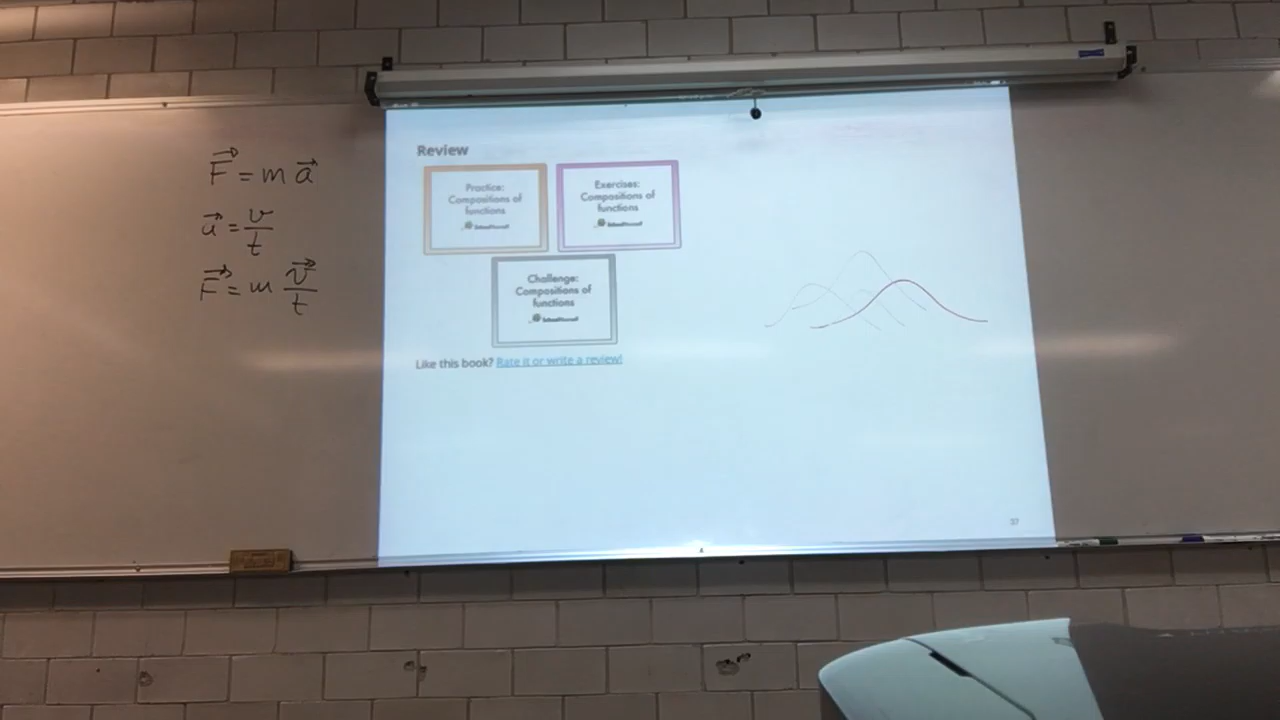 F⃗ = m a⃗
a⃗ = v/t
F⃗ = m v⃗/t
Review
Practice:
Compositions of
functions
Exercises:
Compositions of
functions
Challenge:
Compositions of
functions
Like this book? Rate it or write a review!
37